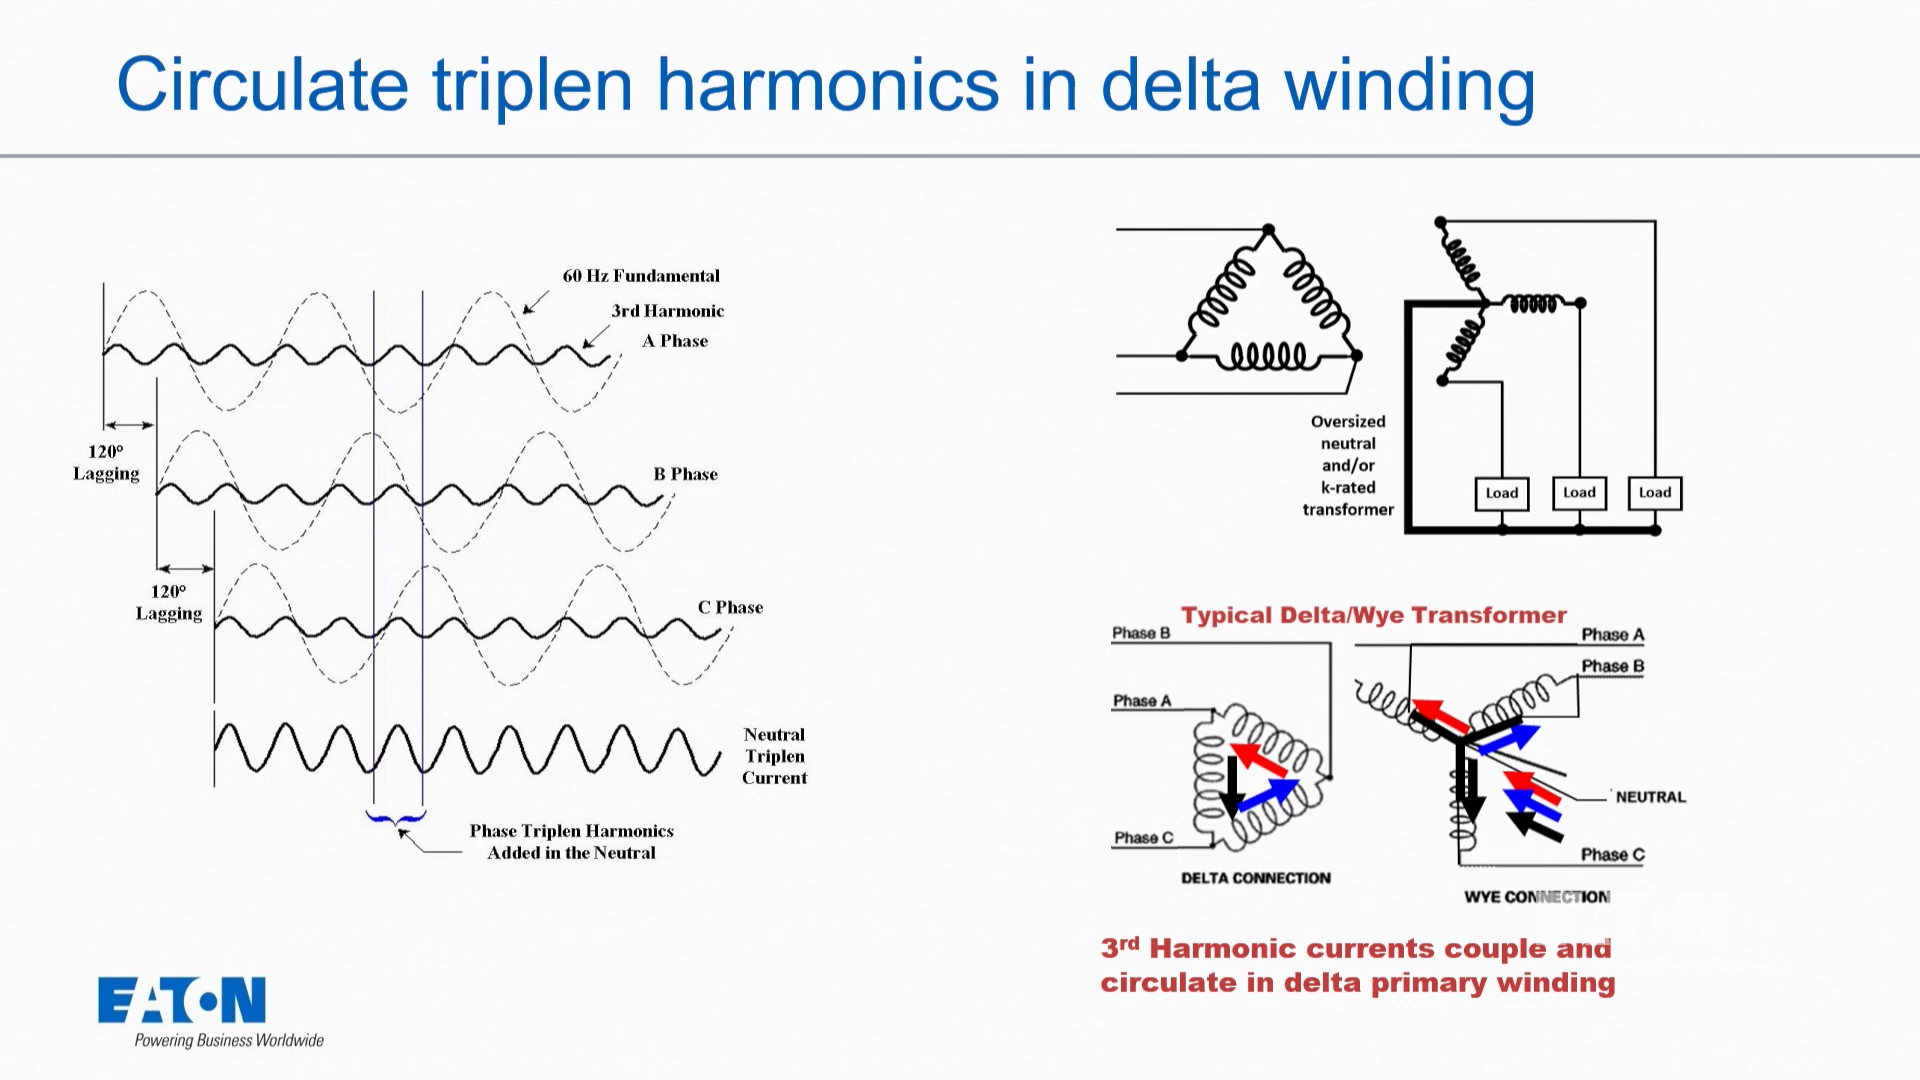 Circulate triplen harmonics in delta winding
60 Hz Fundamental
3rd Harmonic
A Phase
120°
Lagging
B Phase
120°
Lagging
C Phase
Neutral
Triplen
Current
Phase Triplen Harmonics
Added in the Neutral
Oversized
neutral
and/or
k-rated
transformer
Load
Load
Load
Typical Delta/Wye Transformer
Phase B
Phase A
Phase C
DELTA CONNECTION
Phase A
Phase B
NEUTRAL
Phase C
WYE CONNECTION
3rd Harmonic currents couple and
circulate in delta primary winding
EATON
Powering Business Worldwide